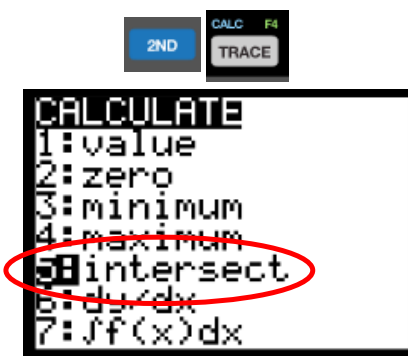 CALC F4
2ND TRACE
CALCULATE
1:value
2:zero
3:minimum
4:maximum
5:intersect
6:dy/dx
7:∫f(x)dx